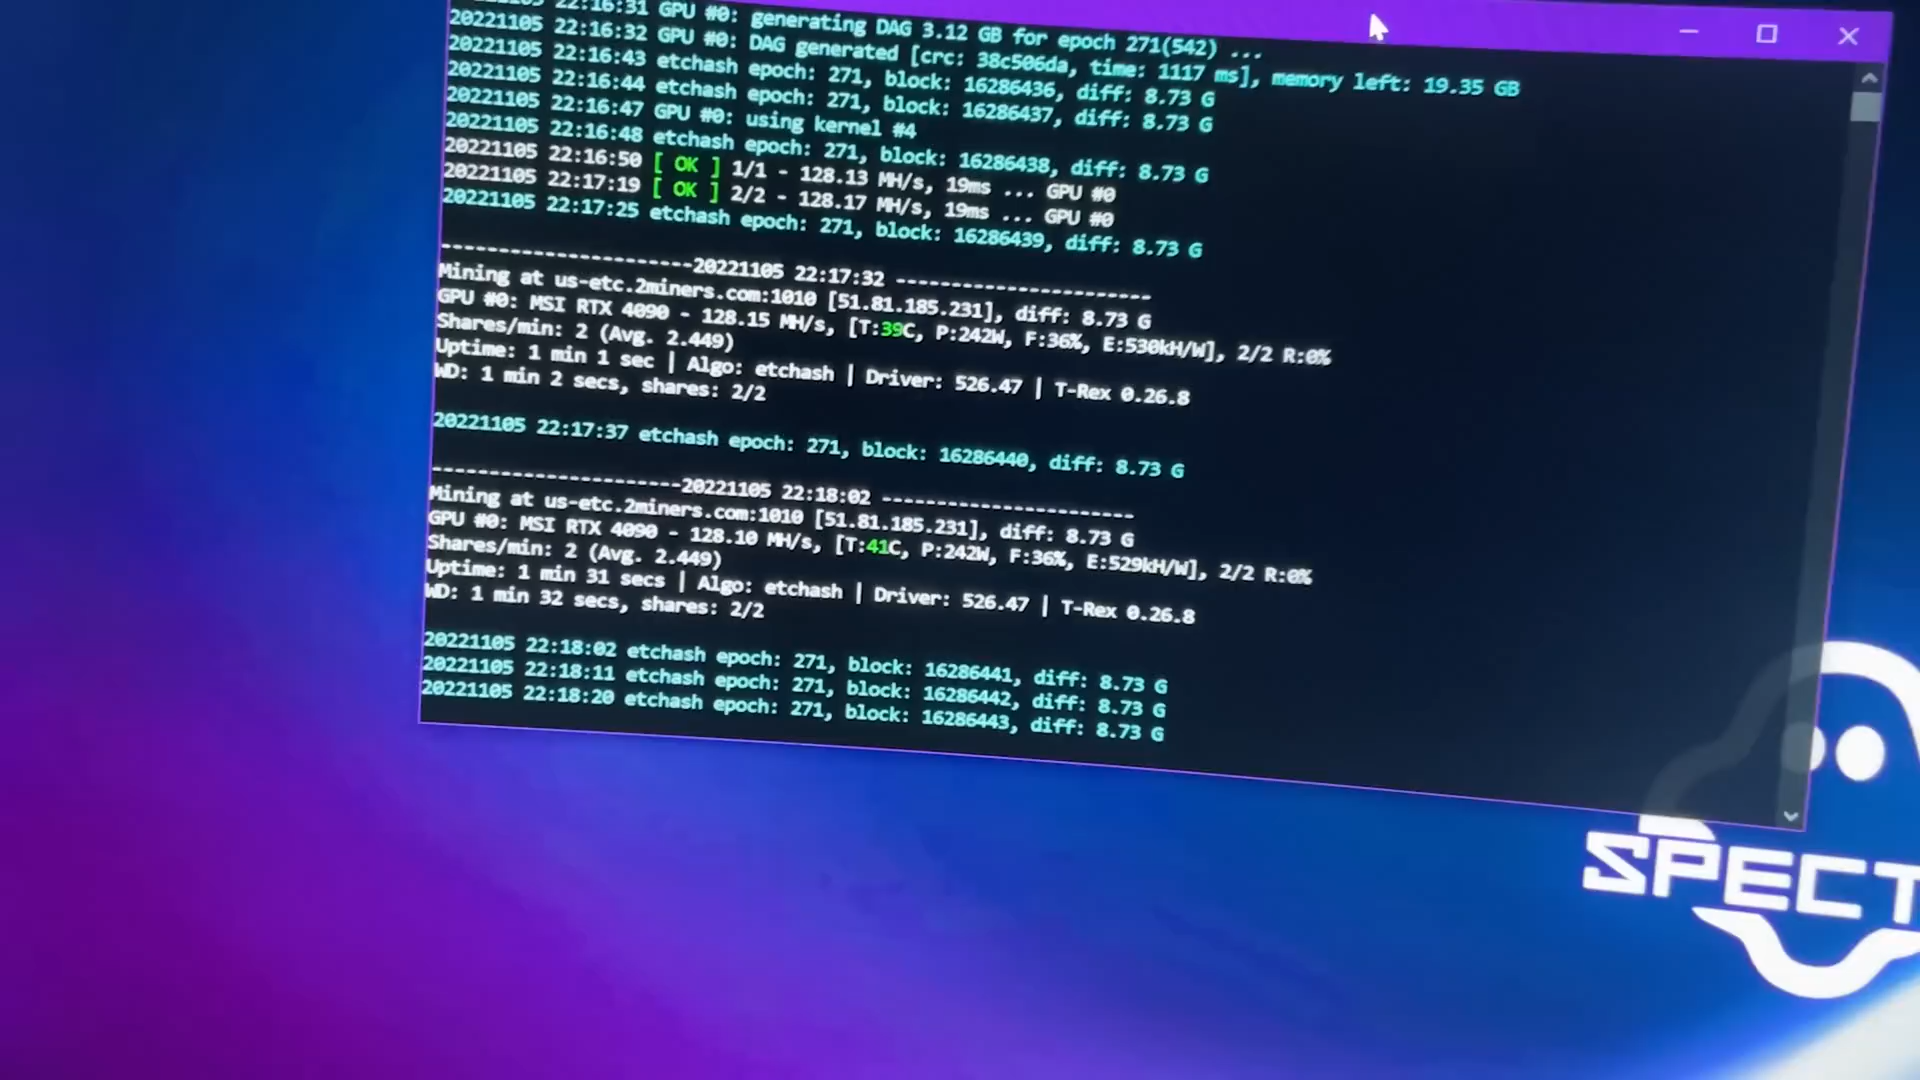 22:16:31 GPU #0: generating DAG 3.12 GB for epoch 271(542) ...
20221105 22:16:32 GPU #0: DAG generated [crc: 38c506da, time: 1117 ms], memory left: 19.35 GB
20221105 22:16:43 etchash epoch: 271, block: 16286436, diff: 8.73 G
20221105 22:16:44 etchash epoch: 271, block: 16286437, diff: 8.73 G
20221105 22:16:47 GPU #0: using kernel #4
20221105 22:16:48 etchash epoch: 271, block: 16286438, diff: 8.73 G
20221105 22:16:50 [ OK ] 1/1 - 128.13 MH/s, 19ms ... GPU #0
20221105 22:17:19 [ OK ] 2/2 - 128.17 MH/s, 19ms ... GPU #0
20221105 22:17:25 etchash epoch: 271, block: 16286439, diff: 8.73 G
-----------------------20221105 22:17:32 -----------------------
Mining at us-etc.2miners.com:1010 [51.81.185.231], diff: 8.73 G
GPU #0: MSI RTX 4090 - 128.15 MH/s, [T:39C, P:242W, F:36%, E:530kH/W], 2/2 R:0%
Shares/min: 2 (Avg. 2.449)
Uptime: 1 min 1 sec | Algo: etchash | Driver: 526.47 | T-Rex 0.26.8
WD: 1 min 2 secs, shares: 2/2
20221105 22:17:37 etchash epoch: 271, block: 16286440, diff: 8.73 G
-----------------------20221105 22:18:02 -----------------------
Mining at us-etc.2miners.com:1010 [51.81.185.231], diff: 8.73 G
GPU #0: MSI RTX 4090 - 128.10 MH/s, [T:41C, P:242W, F:36%, E:529kH/W], 2/2 R:0%
Shares/min: 2 (Avg. 2.449)
Uptime: 1 min 31 secs | Algo: etchash | Driver: 526.47 | T-Rex 0.26.8
WD: 1 min 32 secs, shares: 2/2
20221105 22:18:02 etchash epoch: 271, block: 16286441, diff: 8.73 G
20221105 22:18:11 etchash epoch: 271, block: 16286442, diff: 8.73 G
20221105 22:18:20 etchash epoch: 271, block: 16286443, diff: 8.73 G
SPECT